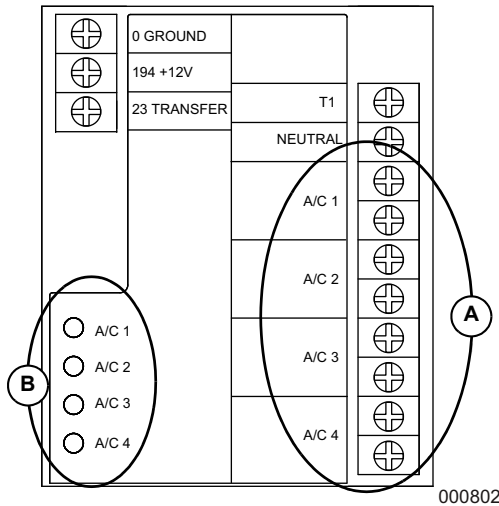 0 GROUND
194 +12V
23 TRANSFER
T1
NEUTRAL
A/C 1
A/C 2
A/C 3
A/C 4
A
A/C 1
A/C 2
A/C 3
A/C 4
B
000802